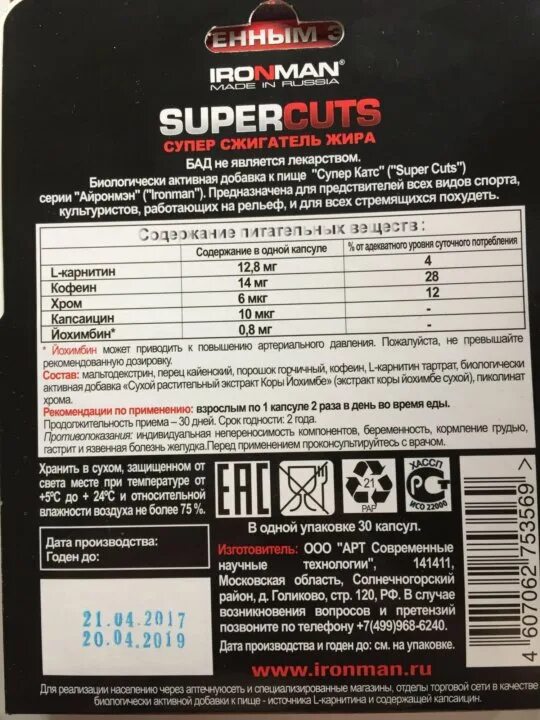 ЕННЫМ Э
IRONMAN®
MADE IN RUSSIA
SUPERCUTS
СУПЕР СЖИГАТЕЛЬ ЖИРА
БАД не является лекарством.
Биологически активная добавка к пище "Супер Катс" ("Super Cuts")
серии "Айронмэн" ("Ironman"). Предназначена для предствителей всех видов спорта,
культуристов, работающих на рельеф, и для всех стремящихся похудеть.
Содержание питательных веществ:
Содержание в одной капсуле % от адекватного уровня суточного потребления
L-карнитин 12,8 мг 4
Кофеин 14 мг 28
Хром 6 мкг 12
Капсаицин 10 мкг -
Йохимбин* 0,8 мг -
* Йохимбин может приводить к повышению артериального давления. Пожалуйста, не превышайте
рекомендованную дозировку.
Состав: мальтодекстрин, перец кайенский, порошок горчичный, кофеин, L-карнитин тартрат, биологически
активная добавка «Сухой растительный экстракт Коры Йохимбе» (экстракт коры йохимбе сухой), пиколинат
хрома.
Рекомендации по применению: взрослым по 1 капсуле 2 раза в день во время еды.
Продолжительность приема – 30 дней. Срок годности: 2 года.
Противопоказания: индивидуальная непереносимость компонентов, беременность, кормление грудью,
гастрит и язвенная болезнь желудка.Перед применением проконсультируйтесь с врачом.
Хранить в сухом, защищенном от
света месте при температуре от
+5°C до + 24°C и относительной
влажности воздуха не более 75 %.
EAC
21
PAP
ХАССП
РСТ
ИСО 22000
В одной упаковке 30 капсул.
Дата производства:
Годен до:
21.04.2017
20.04.2019
Изготовитель: ООО "АРТ Современные
научные технологии", 141411,
Московская область, Солнечногорский
район, д. Голиково, стр. 120, РФ. В случае
возникновения вопросов и претензий
позвоните по телефону +7(499)968-6240.
Дата производства и годен до: см. на упаковке.
www.ironman.ru
4 607062 753569 >
Для реализации населению через аптечную сеть и специализированные магазины, отделы торговой сети в качестве
биологически активной добавки к пище - источника L-карнитина и содержащей капсаицин.